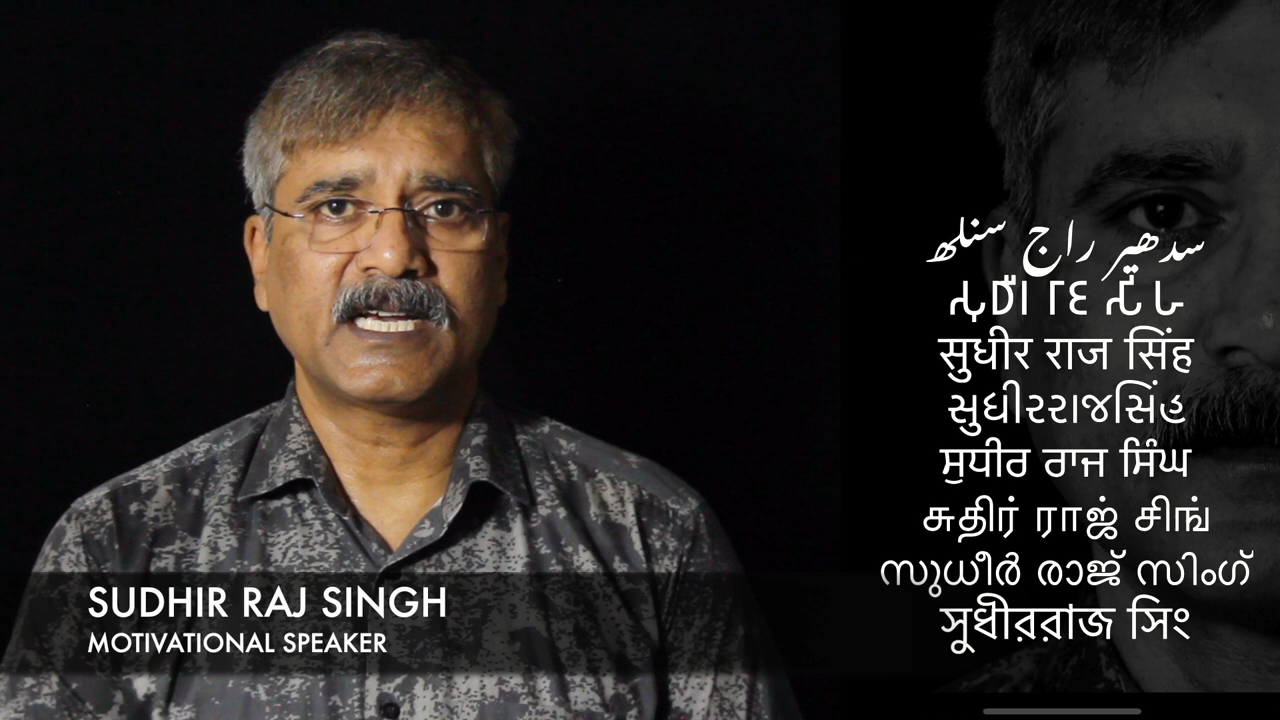 SUDHIR RAJ SINGH
MOTIVATIONAL SPEAKER
سدھیر راج سنلھ
सुधीर राज सिंह
સુધીરરાજસિંહ
ਸੁਧੀਰ ਰਾਜ ਸਿੰਘ
சுதிர் ராஜ் சிங்
സുധീർ രാജ് സിംഗ്
সুধীররাজ সিং